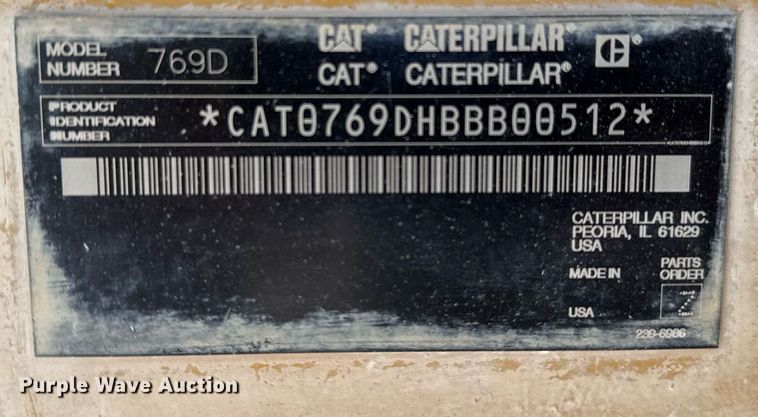 MODEL
NUMBER
769D
CAT® CATERPILLAR®
CAT® CATERPILLAR®
PRODUCT
IDENTIFICATION
NUMBER
*CAT0769DHBBB00512*
CATERPILLAR INC.
PEORIA, IL 61629
USA
MADE IN
USA
PARTS
ORDER
239-6986
Purple Wave Auction